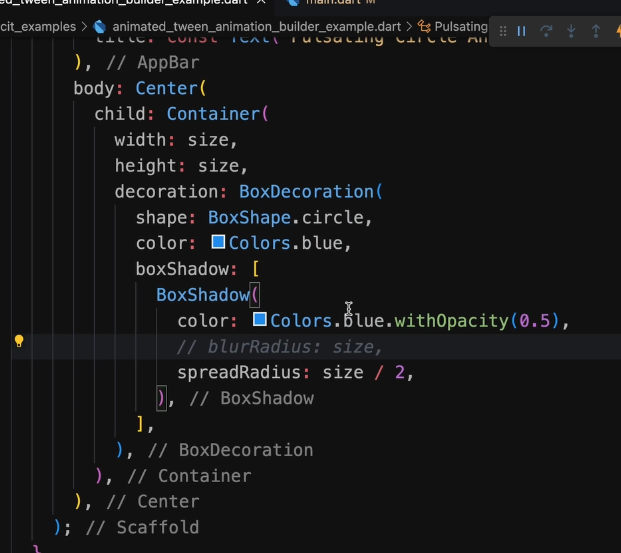 ed_tween_animation_builder_example.dart main.dart M
cit_examples > animated_tween_animation_builder_example.dart > Pulsating
title: const Text('Pulsating Circle An
), // AppBar
body: Center(
child: Container(
width: size,
height: size,
decoration: BoxDecoration(
shape: BoxShape.circle,
color: Colors.blue,
boxShadow: [
BoxShadow(
color: Colors.blue.withOpacity(0.5),
// blurRadius: size,
spreadRadius: size / 2,
), // BoxShadow
],
), // BoxDecoration
), // Container
), // Center
); // Scaffold
}